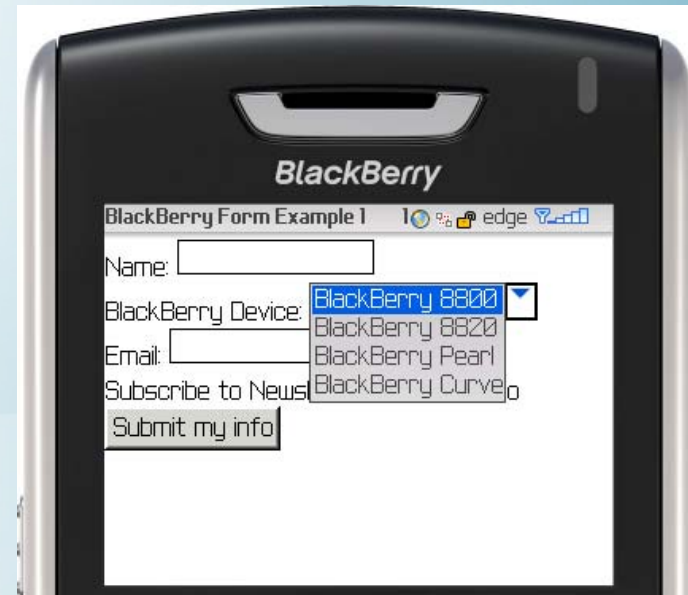 BlackBerry
BlackBerry Form Example 1 1 edge
Name:
BlackBerry Device: BlackBerry 8800
BlackBerry 8820
BlackBerry Pearl
BlackBerry Curve
Email:
Subscribe to o
Submit my info